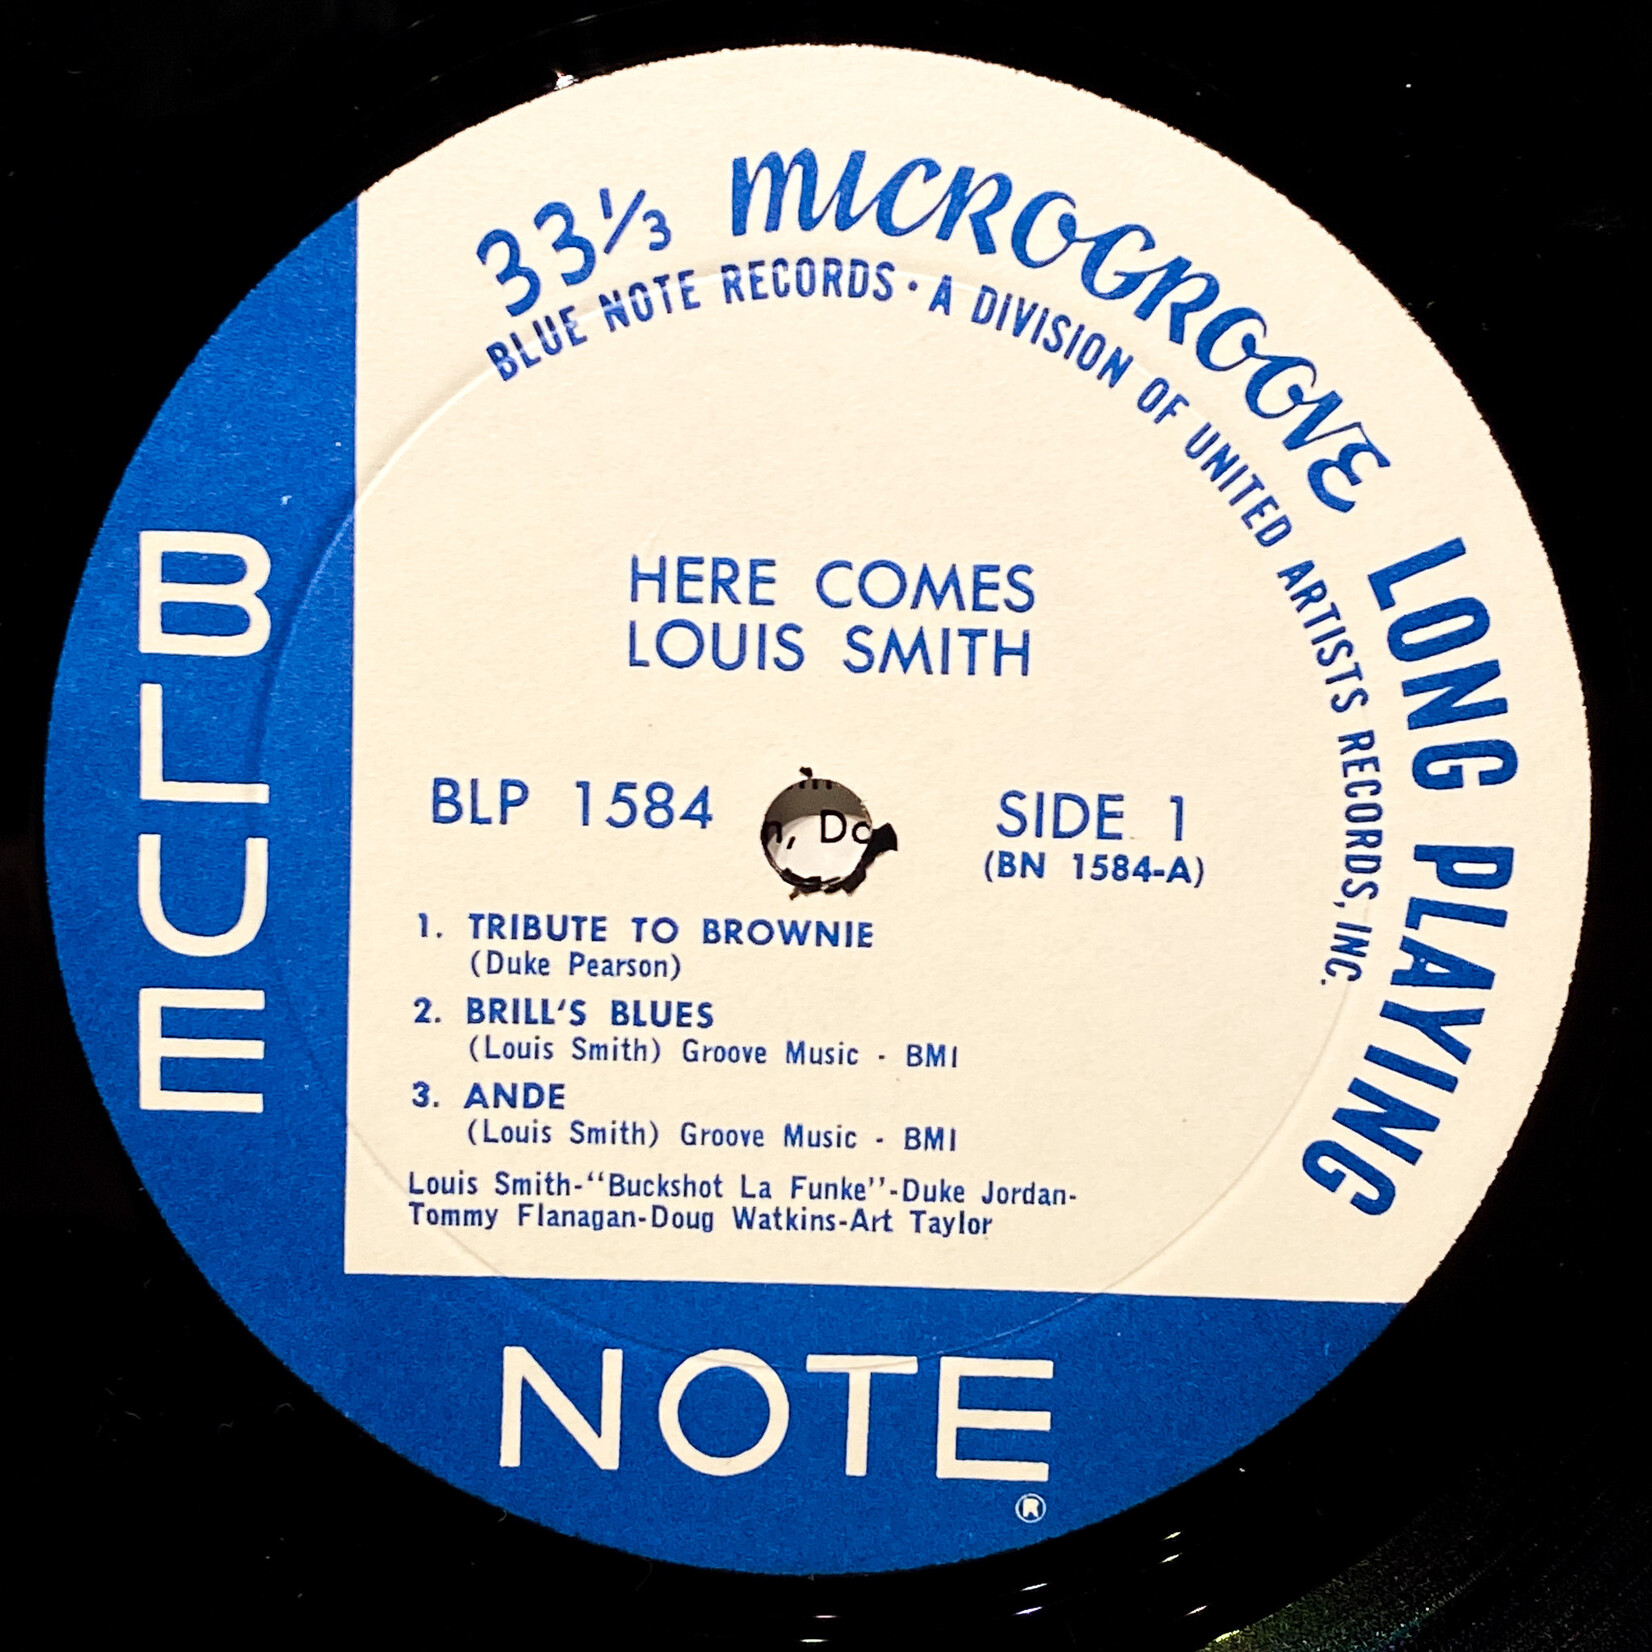 33⅓ MICROGROOVE LONG PLAYING
BLUE NOTE RECORDS · A DIVISION OF UNITED ARTISTS RECORDS, INC.
HERE COMES
LOUIS SMITH
BLP 1584
SIDE 1
(BN 1584-A)
n, Do
1. TRIBUTE TO BROWNIE
(Duke Pearson)
2. BRILL'S BLUES
(Louis Smith) Groove Music - BMI
3. ANDE
(Louis Smith) Groove Music - BMI
Louis Smith-"Buckshot La Funke"-Duke Jordan-
Tommy Flanagan-Doug Watkins-Art Taylor
BLUE
NOTE
®